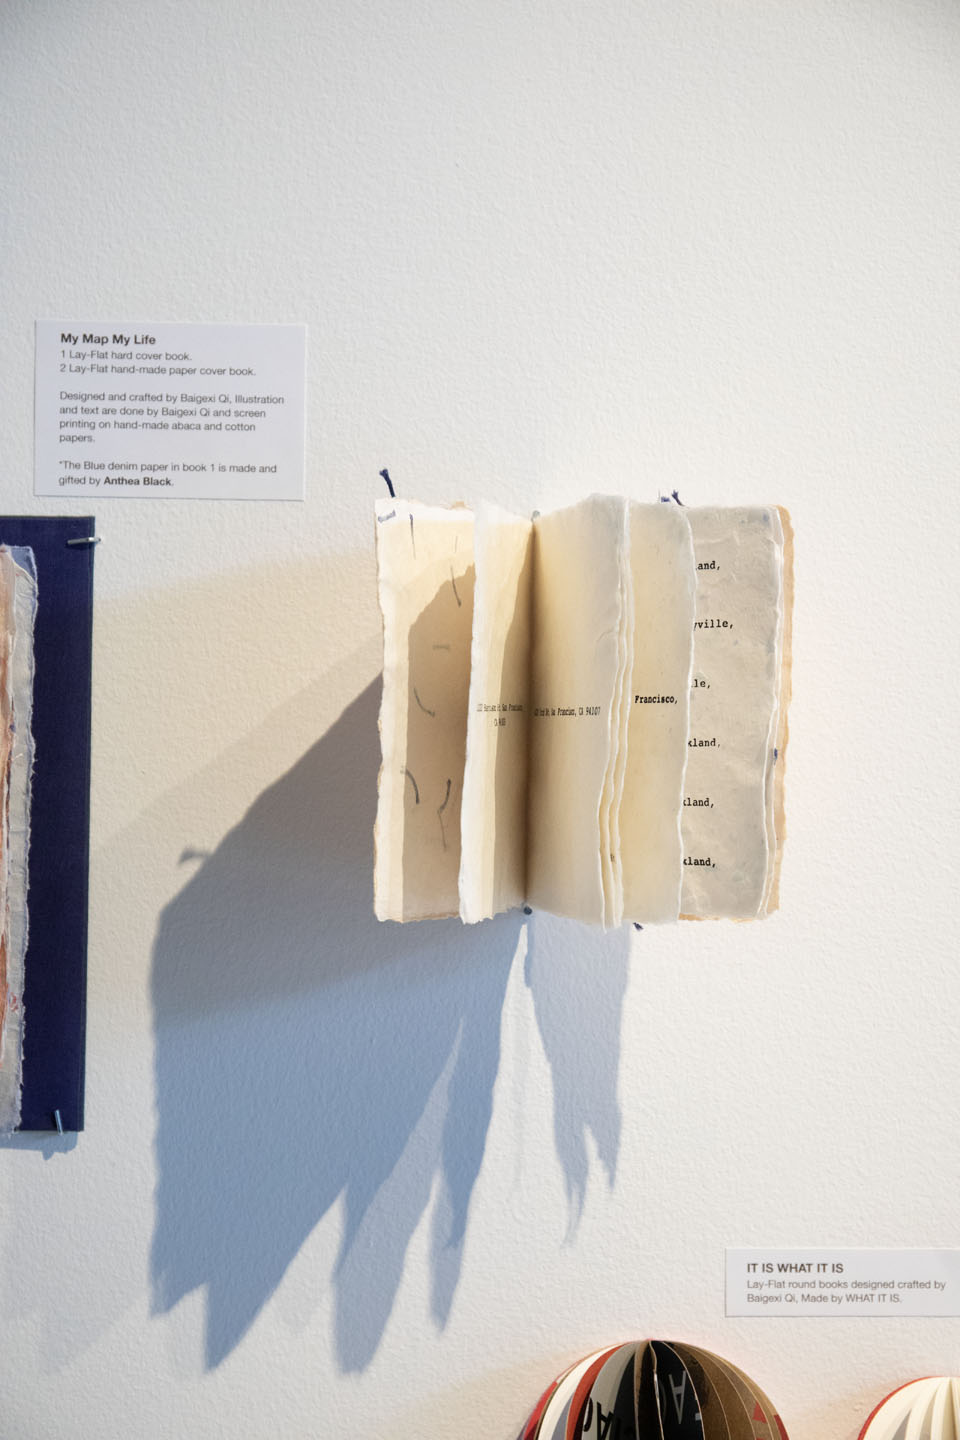 My Map My Life
1 Lay-Flat hard cover book.
2 Lay-Flat hand-made paper cover book.
Designed and crafted by Baigexi Qi, Illustration
and text are done by Baigexi Qi and screen
printing on hand-made abaca and cotton
papers.
*The Blue denim paper in book 1 is made and
gifted by Anthea Black.
and,
yville,
le,
Francisco,
San Francisco,
CA
St, San Francisco, CA 94107
kland,
kland,
kland,
IT IS WHAT IT IS
Lay-Flat round books designed crafted by
Baigexi Qi, Made by WHAT IT IS.